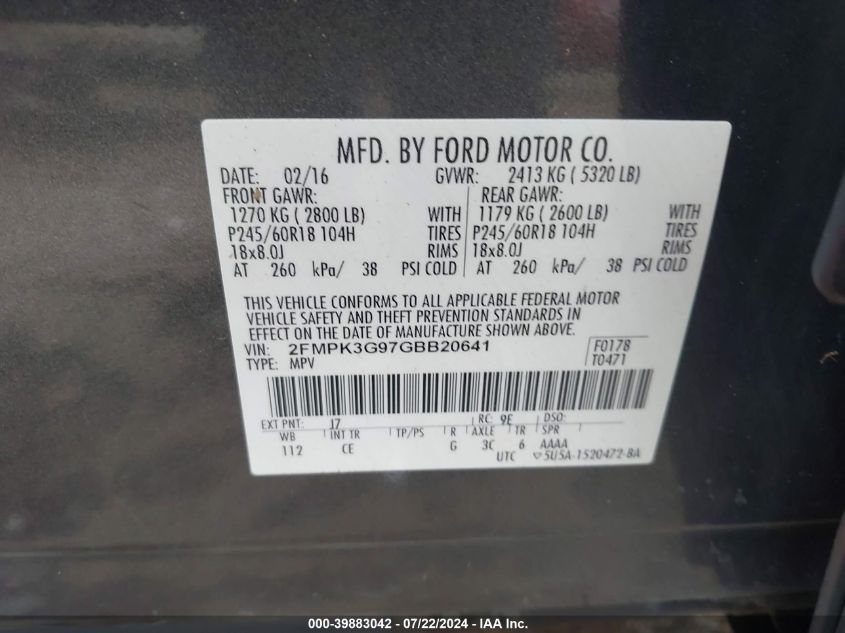 MFD. BY FORD MOTOR CO.
DATE: 02/16 GVWR: 2413 KG ( 5320 LB)
FRONT GAWR: REAR GAWR:
1270 KG ( 2800 LB) WITH 1179 KG ( 2600 LB) WITH
P245/60R18 104H TIRES P245/60R18 104H TIRES
18x8.0J RIMS 18x8.0J RIMS
AT 260 kPa/ 38 PSI COLD AT 260 kPa/ 38 PSI COLD
THIS VEHICLE CONFORMS TO ALL APPLICABLE FEDERAL MOTOR
VEHICLE SAFETY AND THEFT PREVENTION STANDARDS IN
EFFECT ON THE DATE OF MANUFACTURE SHOWN ABOVE.
VIN: 2FMPK3G97GBB20641 F0178
TYPE: MPV T0471
EXT PNT: J7 RC: 9E DSO:
WB INT TR TP/PS R AXLE TR SPR
112 CE G 3C 6 AAAA
UTC ▽5U5A-1520472-BA
000-39883042 - 07/22/2024 - IAA Inc.